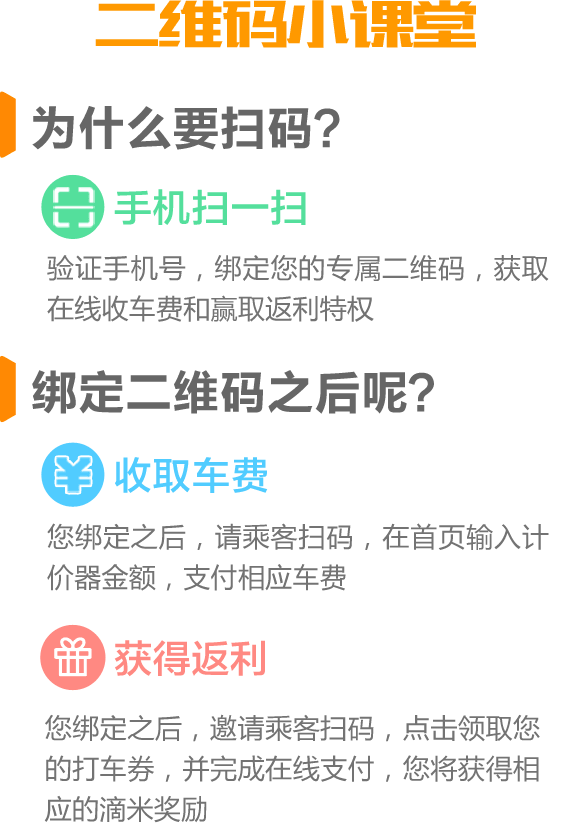 二维码小课堂
为什么要扫码?
手机扫一扫
验证手机号，绑定您的专属二维码，获取
在线收车费和赢取返利特权
绑定二维码之后呢?
收取车费
您绑定之后，请乘客扫码，在首页输入计
价器金额，支付相应车费
获得返利
您绑定之后，邀请乘客扫码，点击领取您
的打车券，并完成在线支付，您将获得相
应的滴米奖励